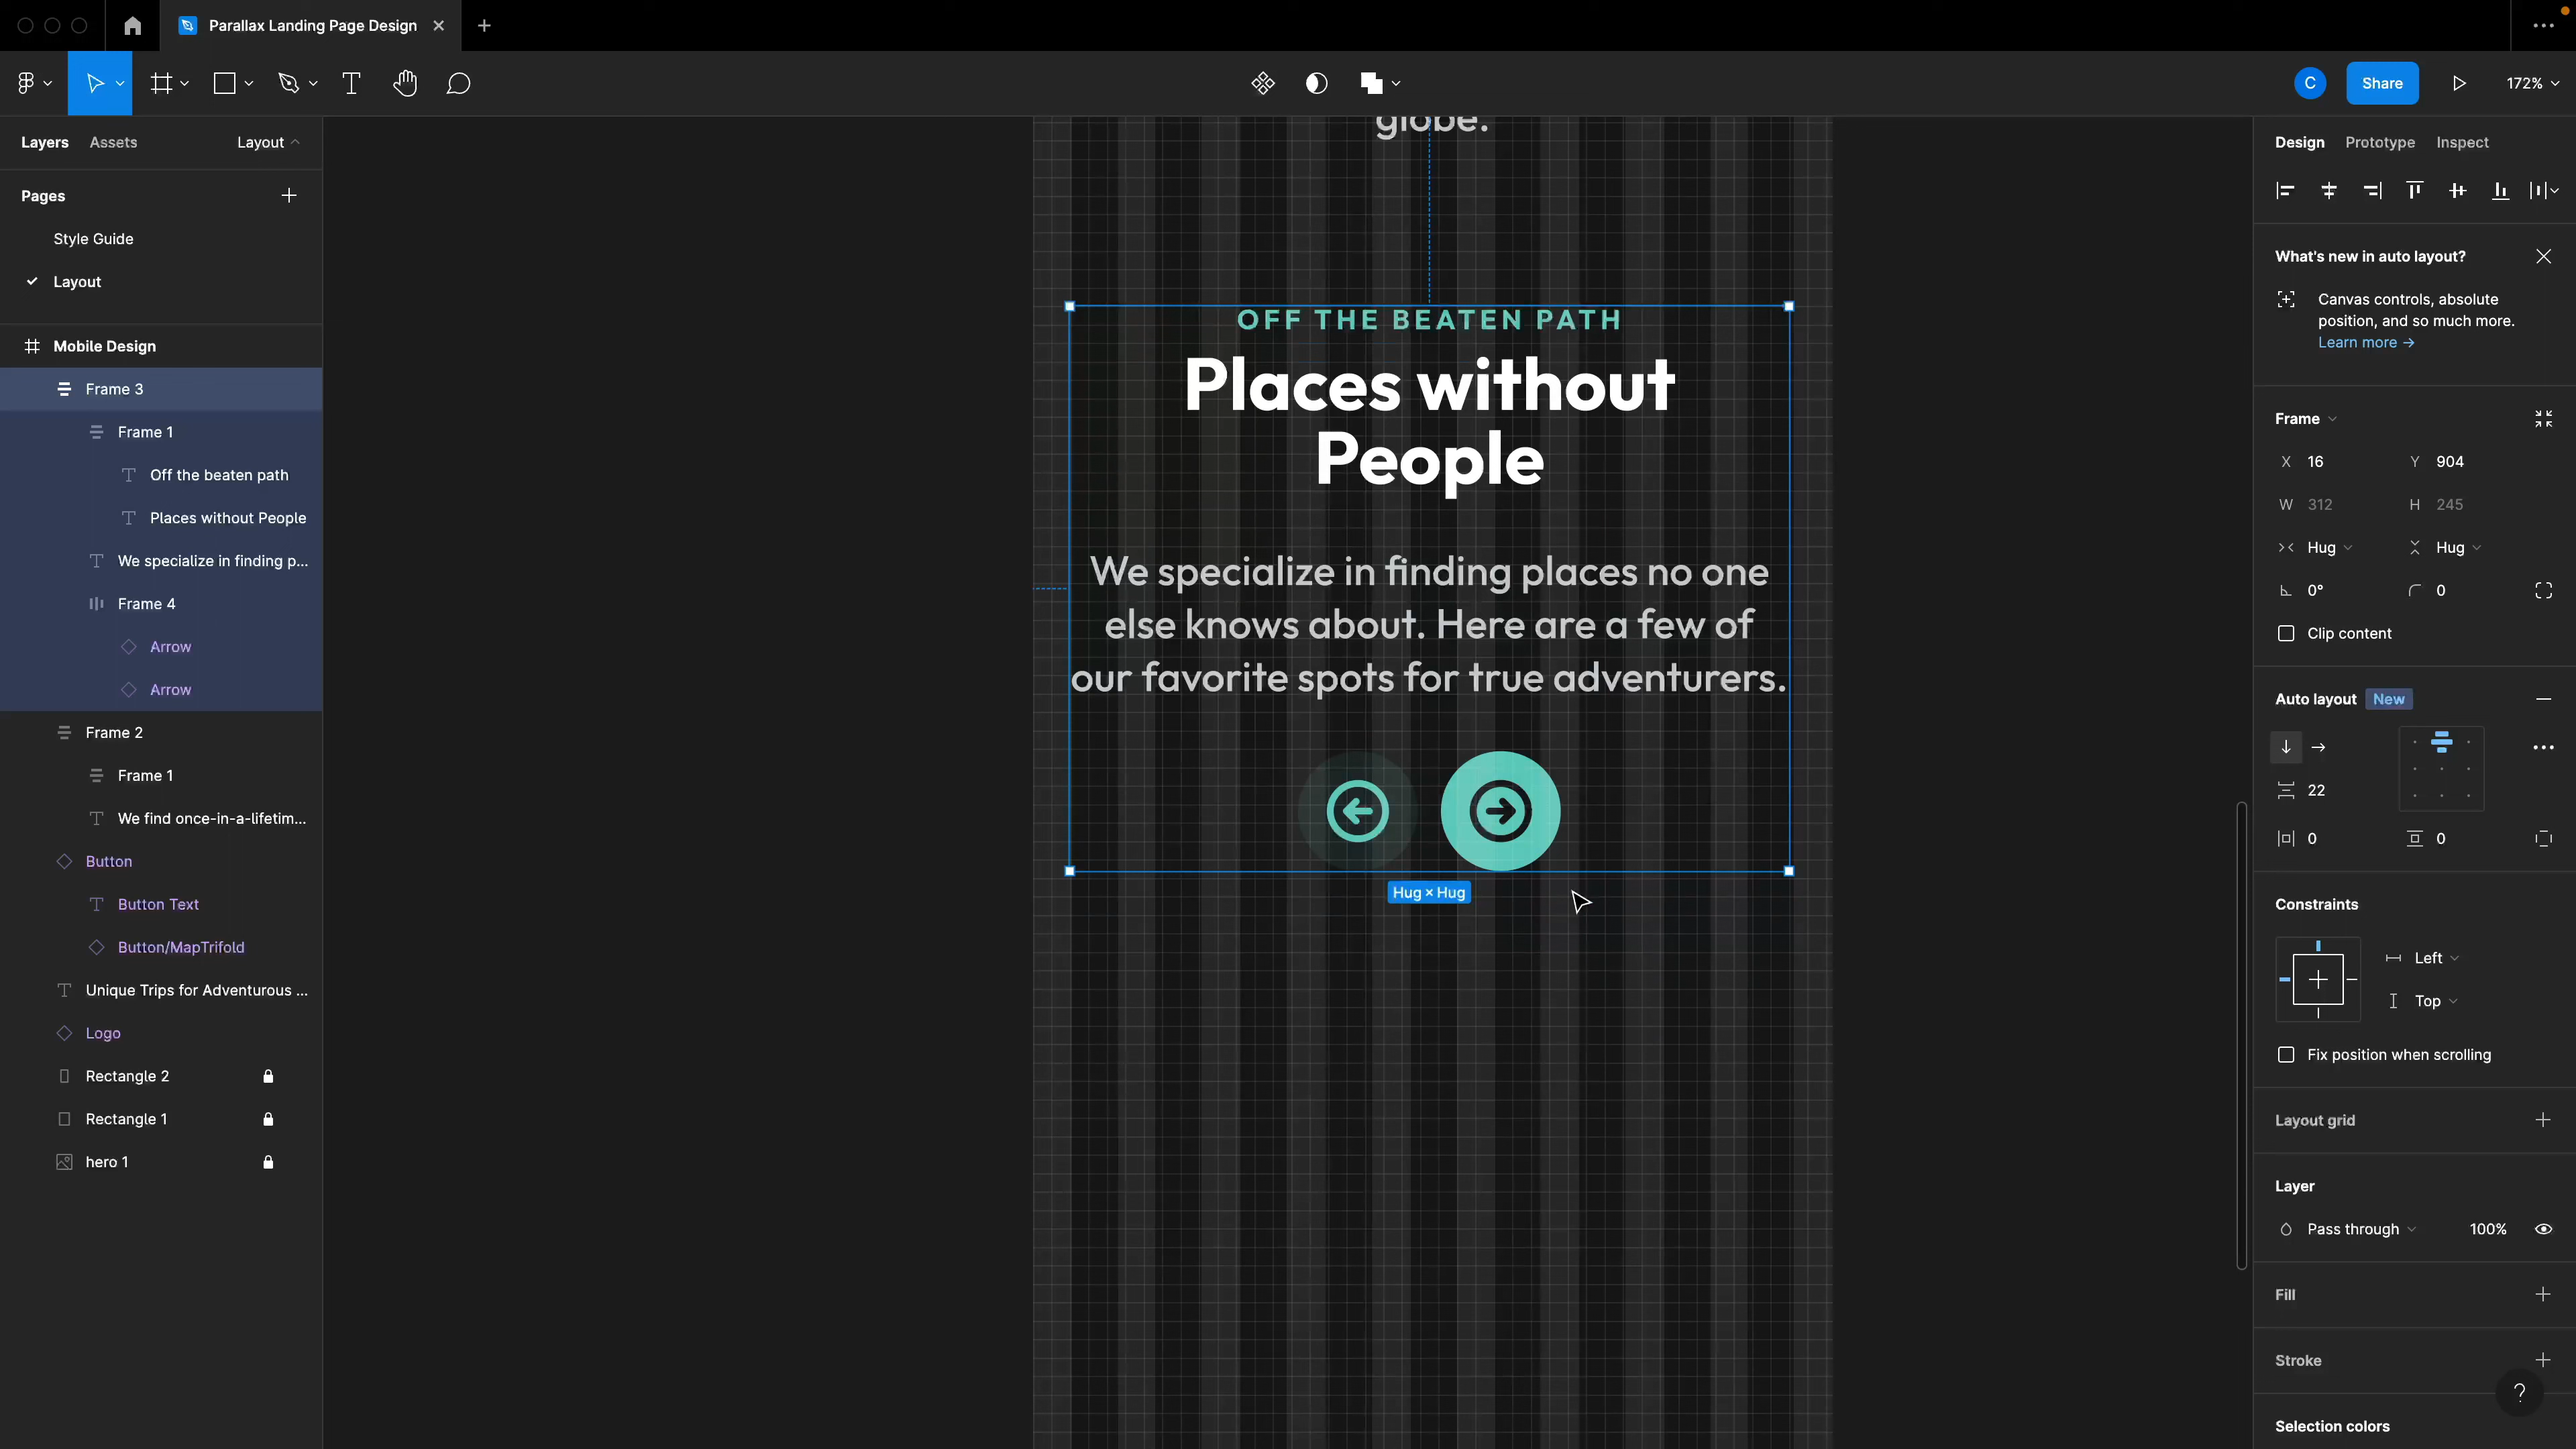 Parallax Landing Page Design
C
Share
172%
Layers
Assets
Layout
Pages
Style Guide
Layout
Mobile Design
Frame 3
Frame 1
Off the beaten path
Places without People
We specialize in finding p...
Frame 4
Arrow
Arrow
Frame 2
Frame 1
We find once-in-a-lifetim...
Button
Button Text
Button/MapTrifold
Unique Trips for Adventurous ...
Logo
Rectangle 2
Rectangle 1
hero 1
globe.
OFF THE BEATEN PATH
Places without
People
We specialize in finding places no one
else knows about. Here are a few of
our favorite spots for true adventurers.
Hug × Hug
Design
Prototype
Inspect
What's new in auto layout?
Canvas controls, absolute
position, and so much more.
Learn more →
Frame
X 16
Y 904
W 312
H 245
Hug
Hug
0°
0
Clip content
Auto layout
New
22
0
0
Constraints
Left
Top
Fix position when scrolling
Layout grid
Layer
Pass through
100%
Fill
Stroke
?
Selection colors